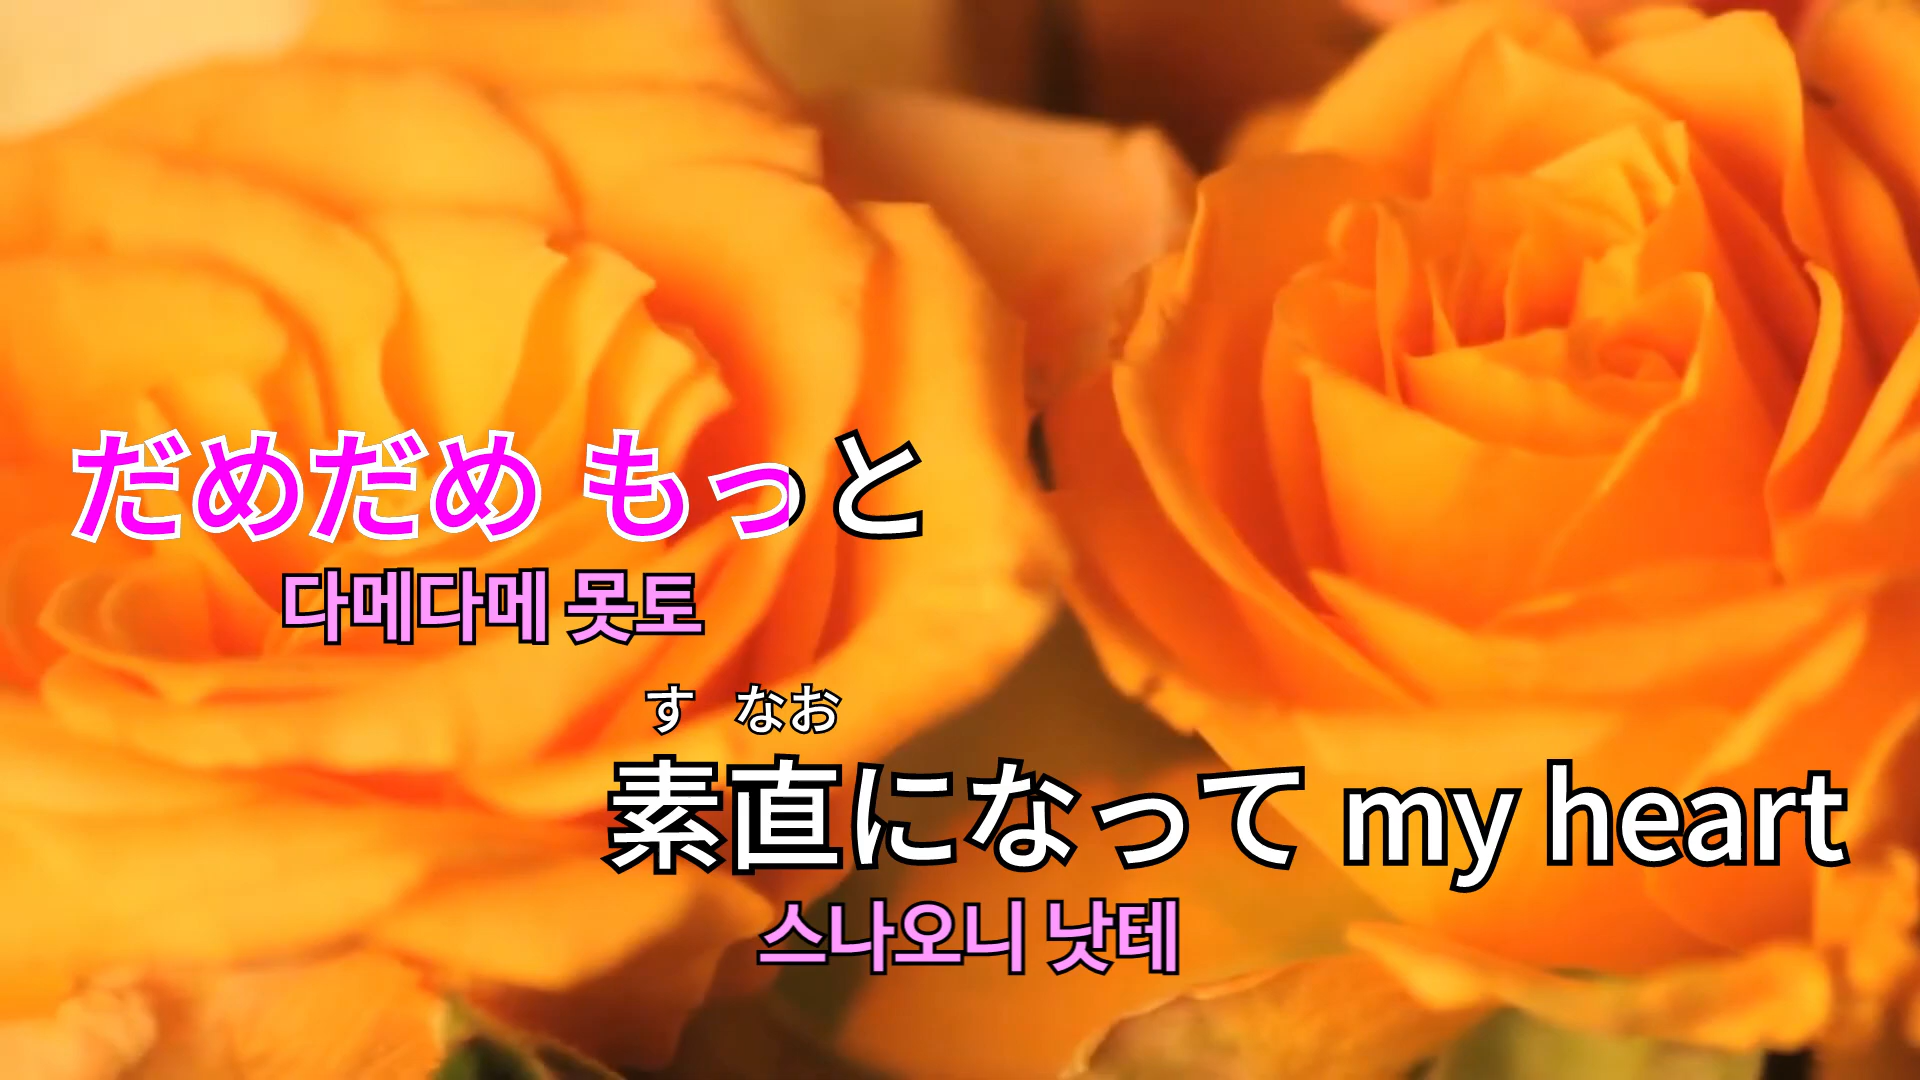 だめだめ もっと
다메다메 못토
す なお
素直になって my heart
스나오니 낫테